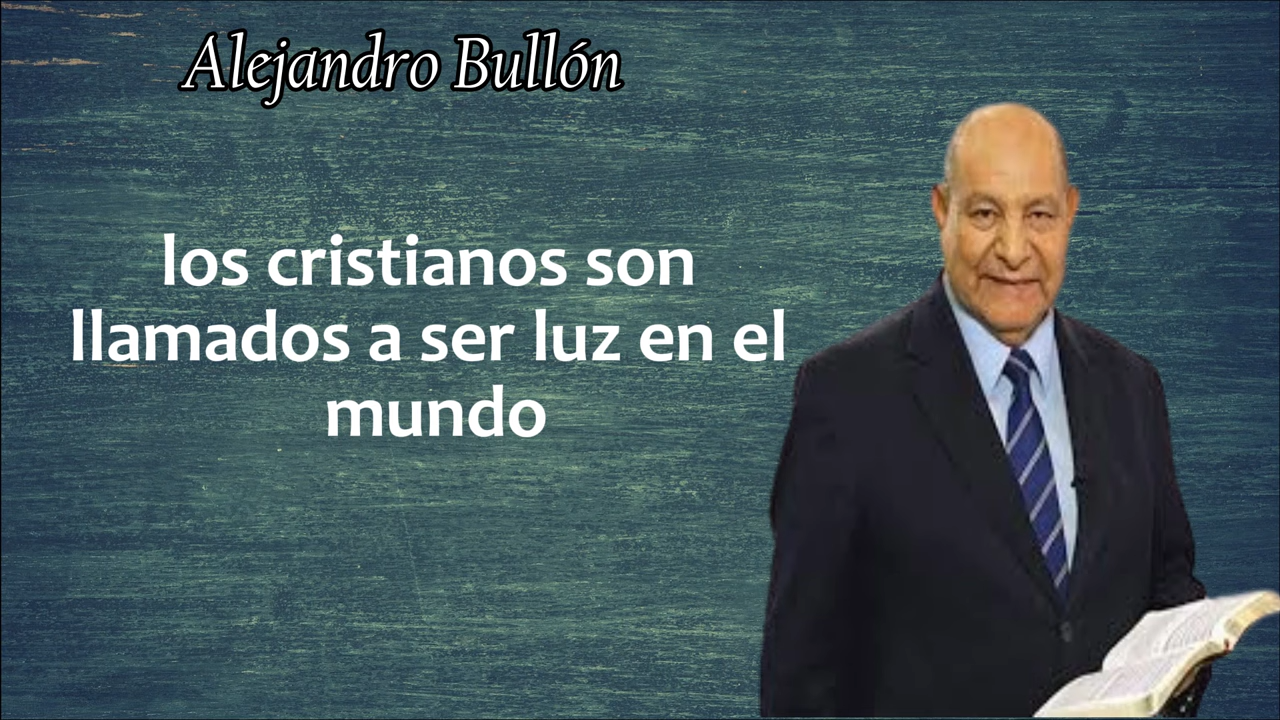 Alejandro Bullón
los cristianos son
llamados a ser luz en el
mundo